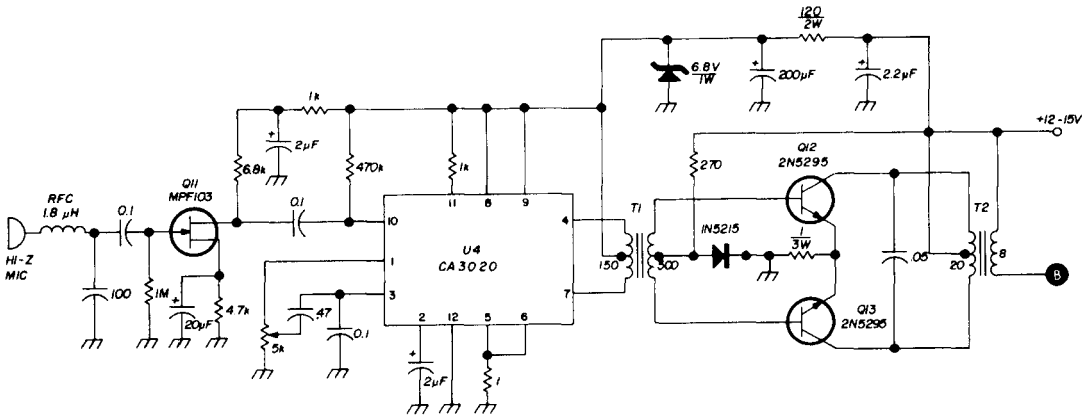 120
2W
6.8V
1W
200µF
2.2µF
+12-15V
1k
2µF
6.8k
470k
1k
270
Q12
2N5295
RFC
1.8 µH
Q11
MPF103
0.1
0.1
10
11
8
9
4
T1
T2
HI-Z
MIC
U4
CA3020
1
150
300
1N5215
1
3W
.05
20
8
B
100
1M
20µF
4.7k
3
7
.47
0.1
5k
2
12
5
6
2µF
1
Q13
2N5295